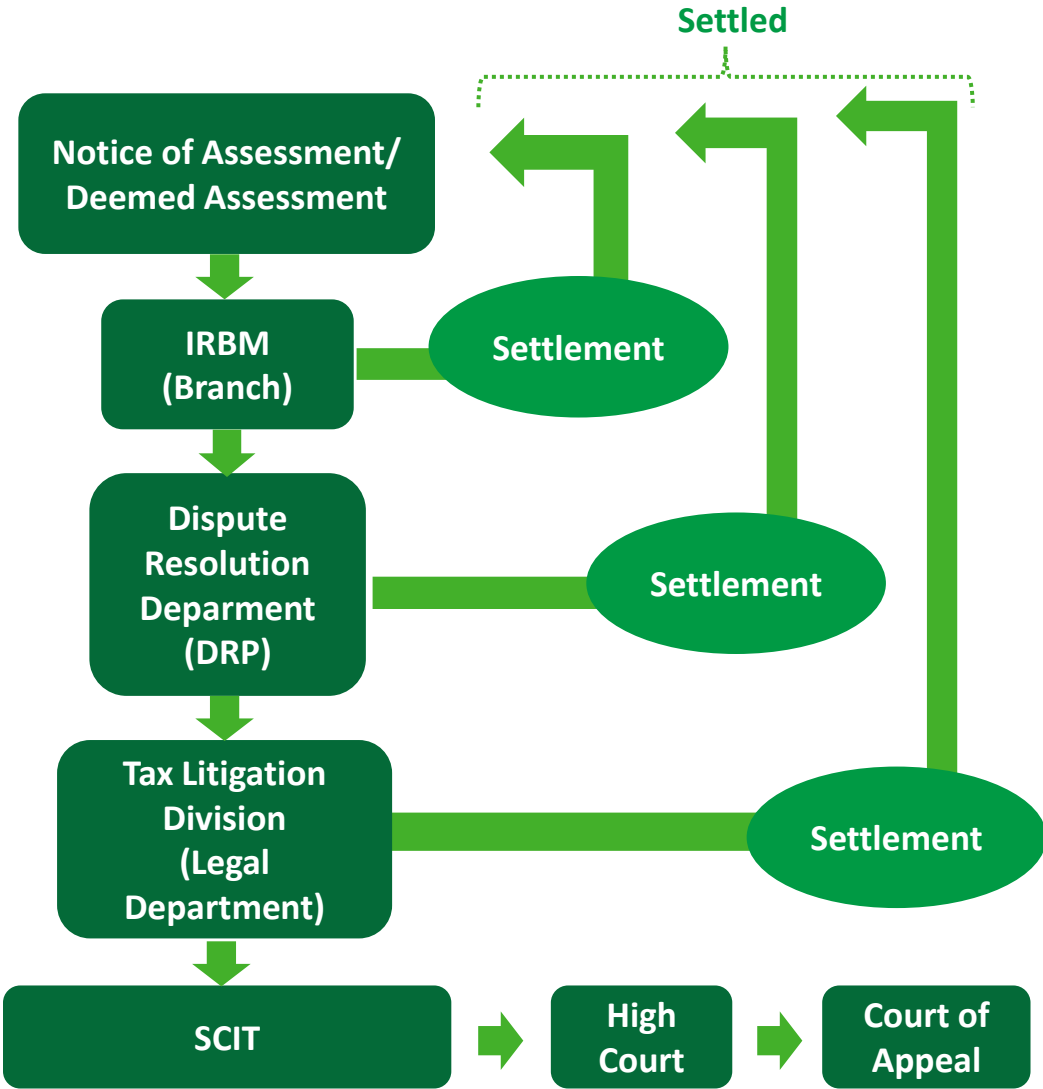 Settled
Notice of Assessment/
Deemed Assessment
IRBM
(Branch)
Settlement
Dispute
Resolution
Deparment
(DRP)
Settlement
Tax Litigation
Division
(Legal
Department)
Settlement
SCIT
High
Court
Court of
Appeal